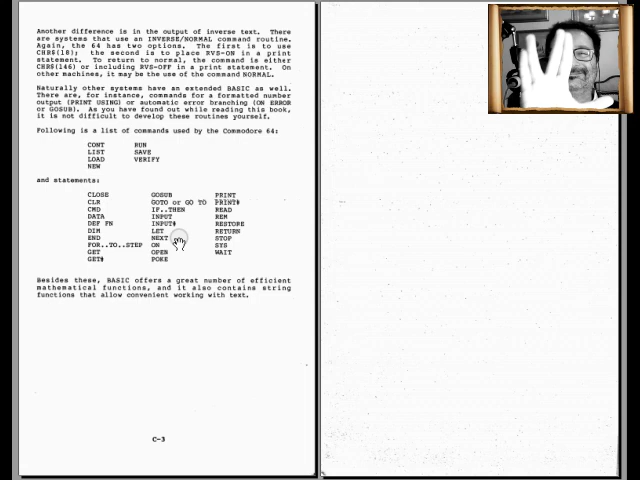 Another difference is in the output of inverse text. There
are systems that use an INVERSE/NORMAL command routine.
Again, the 64 has two options. The first is to use
CHR$(18); the second is to place RVS-ON in a print
statement. To return to normal, the command is either
CHR$(146) or including RVS-OFF in a print statement. On
other machines, it may be the use of the command NORMAL.
Naturally other systems have an extended BASIC as well.
There are, for instance, commands for a formatted number
output (PRINT USING) or automatic error branching (ON ERROR
or GOSUB). As you have found out while reading this book,
it is not difficult to develop these routines yourself.
Following is a list of commands used by the Commodore 64:
CONT RUN
LIST SAVE
LOAD VERIFY
NEW
and statements:
CLOSE GOSUB PRINT
CLR GOTO or GO TO PRINT#
CMD IF..THEN READ
DATA INPUT REM
DEF FN INPUT# RESTORE
DIM LET RETURN
END NEXT STOP
FOR..TO..STEP ON SYS
GET OPEN WAIT
GET# POKE
Besides these, BASIC offers a great number of efficient
mathematical functions, and it also contains string
functions that allow convenient working with text.
C-3